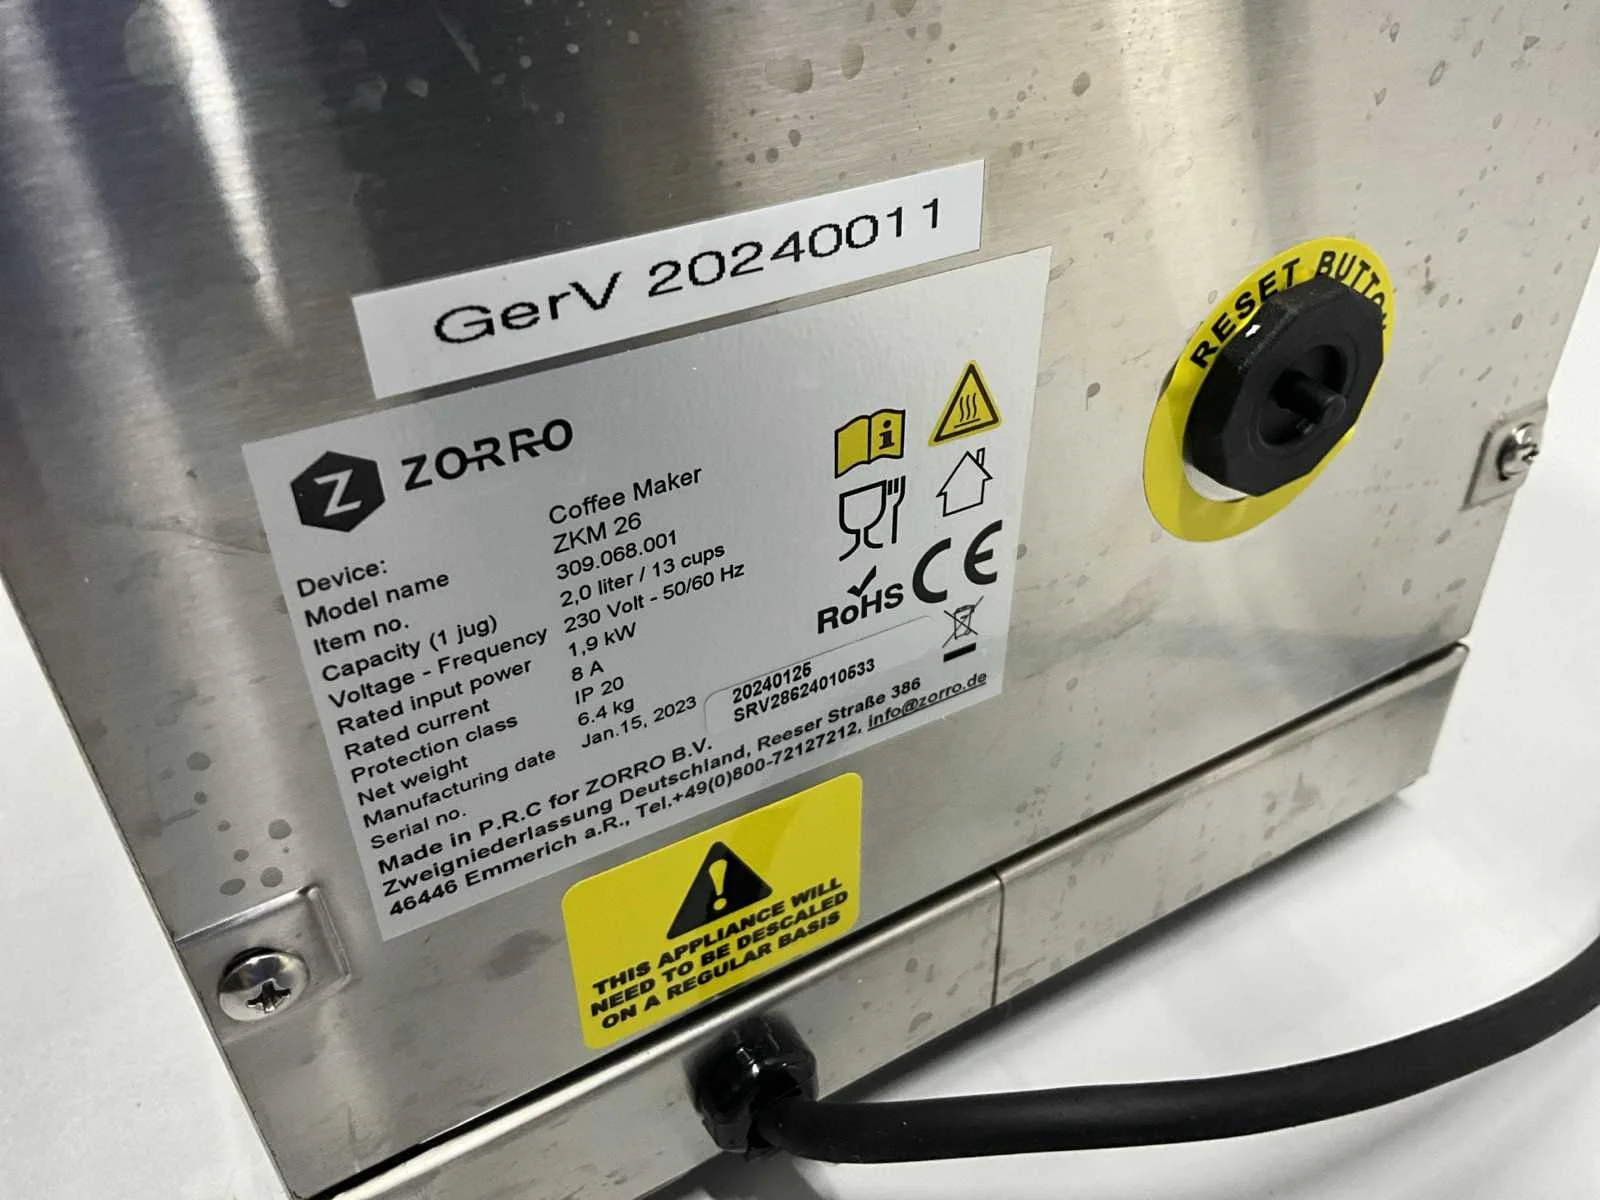 GerV 20240011
Z ZORRO
Device: Coffee Maker
Model name ZKM 26
Item no. 309.068.001
Capacity (1 jug) 2,0 liter / 13 cups
Voltage - Frequency 230 Volt - 50/60 Hz
Rated input power 1,9 kW
Rated current 8 A
Protection class IP 20
Net weight 6.4 kg
Manufacturing date Jan.15, 2023
Serial no.
20240125
SRV28624010533
Made in P.R.C for ZORRO B.V.
Zweigniederlassung Deutschland, Reeser Straße 386
46446 Emmerich a.R., Tel.+49(0)800-72127212, info@zorro.de
RoHS CE
RESET BUTTON
THIS APPLIANCE WILL
NEED TO BE DESCALED
ON A REGULAR BASIS